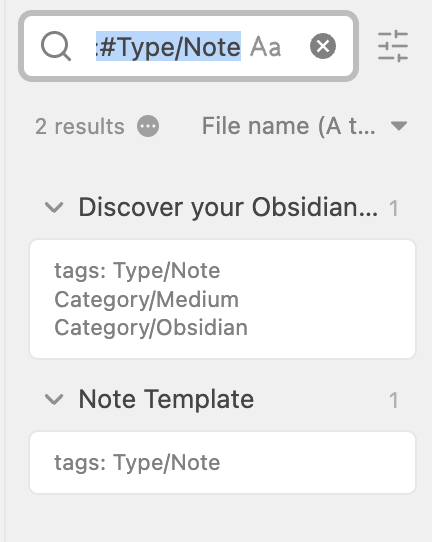 :#Type/Note Aa
2 results File name (A t...
Discover your Obsidian... 1
tags: Type/Note
Category/Medium
Category/Obsidian
Note Template 1
tags: Type/Note